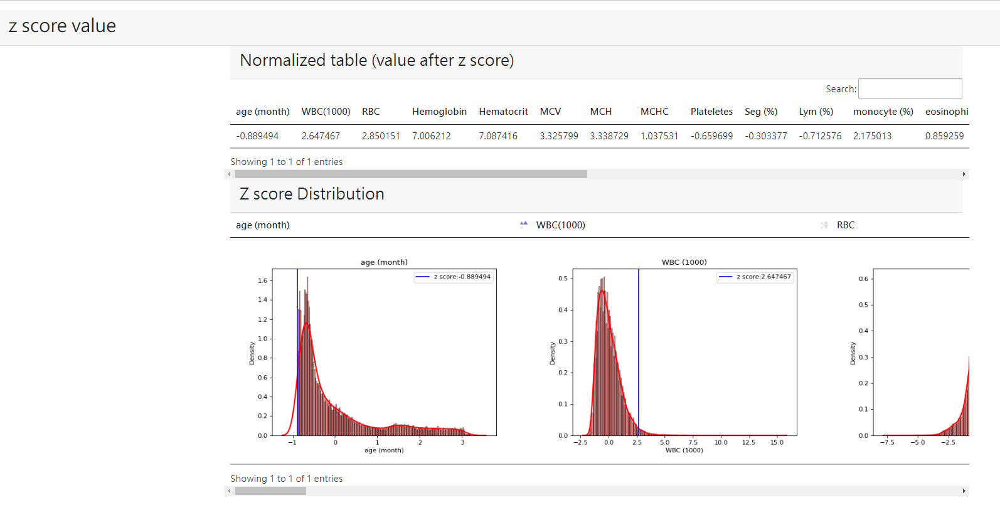 z score value
Normalized table (value after z score)
Search:
age (month) WBC(1000) RBC Hemoglobin Hematocrit MCV MCH MCHC Plateletes Seg (%) Lym (%) monocyte (%) eosinophi
-0.889494 2.647467 2.850151 7.006212 7.087416 3.325799 3.338729 1.037531 -0.659699 -0.303377 -0.712576 2.175013 0.859259
Showing 1 to 1 of 1 entries
Z score Distribution
age (month) WBC(1000) RBC
age (month)
z score:-0.889494
1.6
1.4
1.2
1.0
0.8
0.6
0.4
0.2
0.0
Density
−1 0 1 2 3
age (month)
WBC (1000)
z score:2.647467
0.5
0.4
0.3
0.2
0.1
0.0
Density
−2.5 0.0 2.5 5.0 7.5 10.0 12.5 15.0
WBC (1000)
0.6
0.5
0.4
0.3
0.2
0.1
0.0
Density
−7.5 −5.0 −2.5
Showing 1 to 1 of 1 entries